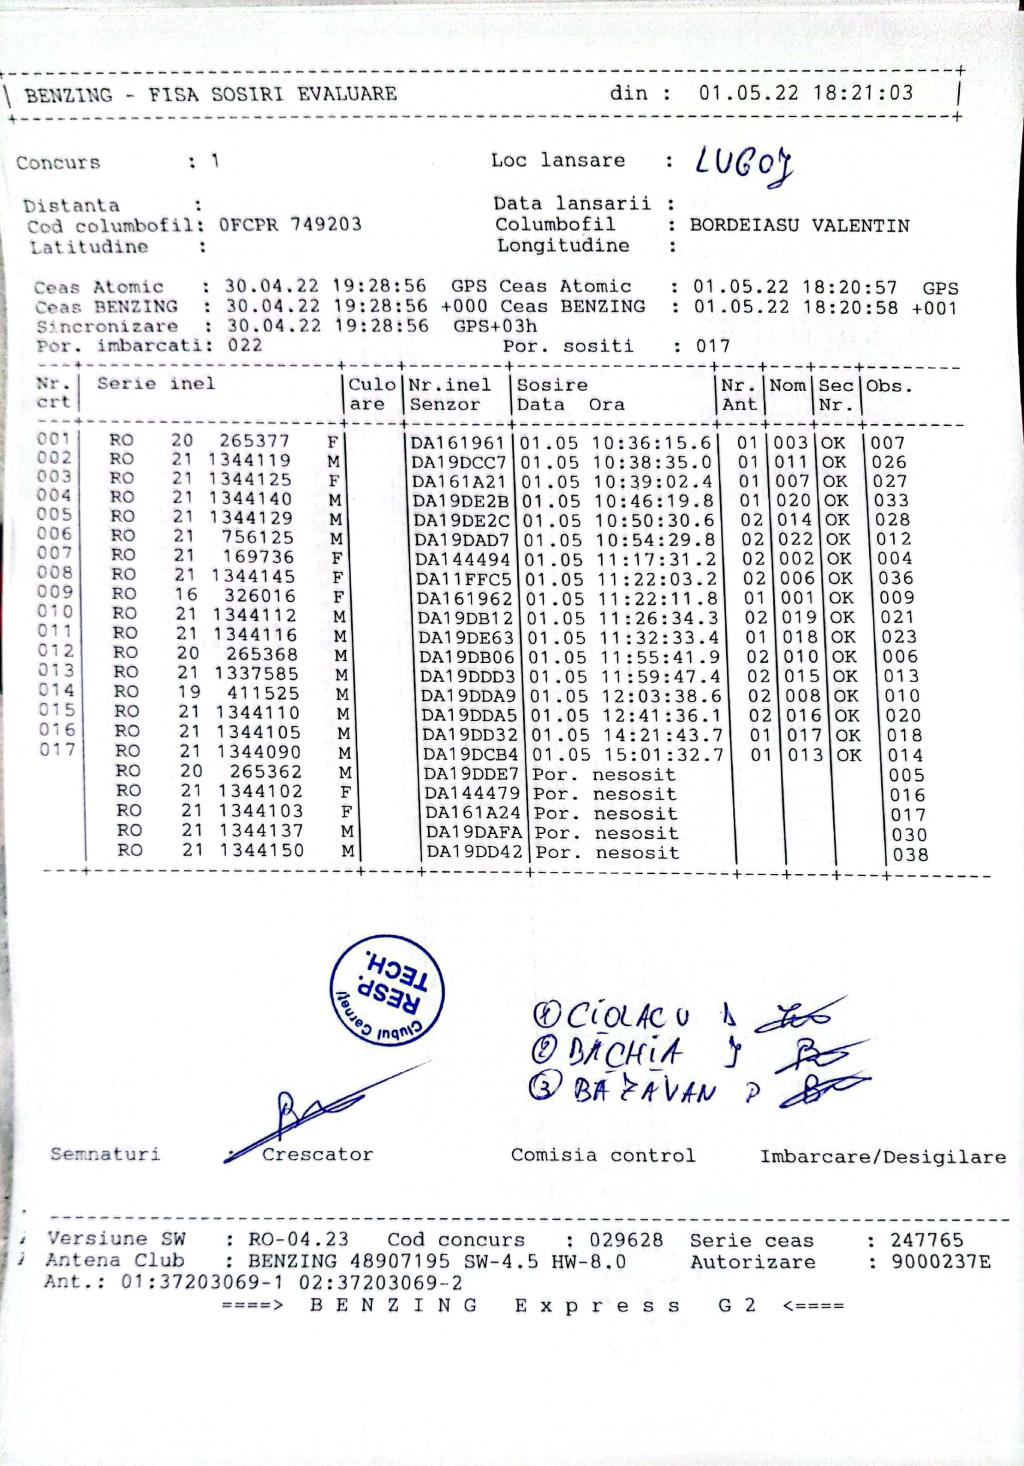 BENZING - FISA SOSIRI EVALUARE din : 01.05.22 18:21:03
Concurs : 1 Loc lansare : LUGOJ
Distanta : Data lansarii :
Cod columbofil: 0FCPR 749203 Columbofil : BORDEIASU VALENTIN
Latitudine : Longitudine :
Ceas Atomic : 30.04.22 19:28:56 GPS Ceas Atomic : 01.05.22 18:20:57 GPS
Ceas BENZING : 30.04.22 19:28:56 +000 Ceas BENZING : 01.05.22 18:20:58 +001
Sincronizare : 30.04.22 19:28:56 GPS+03h
Por. imbarcati: 022 Por. sositi : 017
Nr. Serie inel Culo Nr.inel Sosire Nr. Nom Sec Obs.
crt are Senzor Data Ora Ant Nr.
001 RO 20 265377 F DA161961 01.05 10:36:15.6 01 003 OK 007
002 RO 21 1344119 M DA19DCC7 01.05 10:38:35.0 01 011 OK 026
003 RO 21 1344125 F DA161A21 01.05 10:39:02.4 01 007 OK 027
004 RO 21 1344140 M DA19DE2B 01.05 10:46:19.8 01 020 OK 033
005 RO 21 1344129 M DA19DE2C 01.05 10:50:30.6 02 014 OK 028
006 RO 21 756125 M DA19DAD7 01.05 10:54:29.8 02 022 OK 012
007 RO 21 169736 F DA144494 01.05 11:17:31.2 02 002 OK 004
008 RO 21 1344145 F DA11FFC5 01.05 11:22:03.2 02 006 OK 036
009 RO 16 326016 F DA161962 01.05 11:22:11.8 01 001 OK 009
010 RO 21 1344112 M DA19DB12 01.05 11:26:34.3 02 019 OK 021
011 RO 21 1344116 M DA19DE63 01.05 11:32:33.4 01 018 OK 023
012 RO 20 265368 M DA19DB06 01.05 11:55:41.9 02 010 OK 006
013 RO 21 1337585 M DA19DDD3 01.05 11:59:47.4 02 015 OK 013
014 RO 19 411525 M DA19DDA9 01.05 12:03:38.6 02 008 OK 010
015 RO 21 1344110 M DA19DDA5 01.05 12:41:36.1 02 016 OK 020
016 RO 21 1344105 M DA19DD32 01.05 14:21:43.7 01 017 OK 018
017 RO 21 1344090 M DA19DCB4 01.05 15:01:32.7 01 013 OK 014
RO 20 265362 M DA19DDE7 Por. nesosit 005
RO 21 1344102 F DA144479 Por. nesosit 016
RO 21 1344103 F DA161A24 Por. nesosit 017
RO 21 1344137 M DA19DAFA Por. nesosit 030
RO 21 1344150 M DA19DD42 Por. nesosit 038
Clubul Cerneți
RESP.
TECH.
1 CIOLACU
2 BĂCHIA J
3 BĂZĂVAN P
Semnaturi : Crescator Comisia control Imbarcare/Desigilare
Versiune SW : RO-04.23 Cod concurs : 029628 Serie ceas : 247765
Antena Club : BENZING 48907195 SW-4.5 HW-8.0 Autorizare : 9000237E
Ant.: 01:37203069-1 02:37203069-2
====> B E N Z I N G E x p r e s s G 2 <====